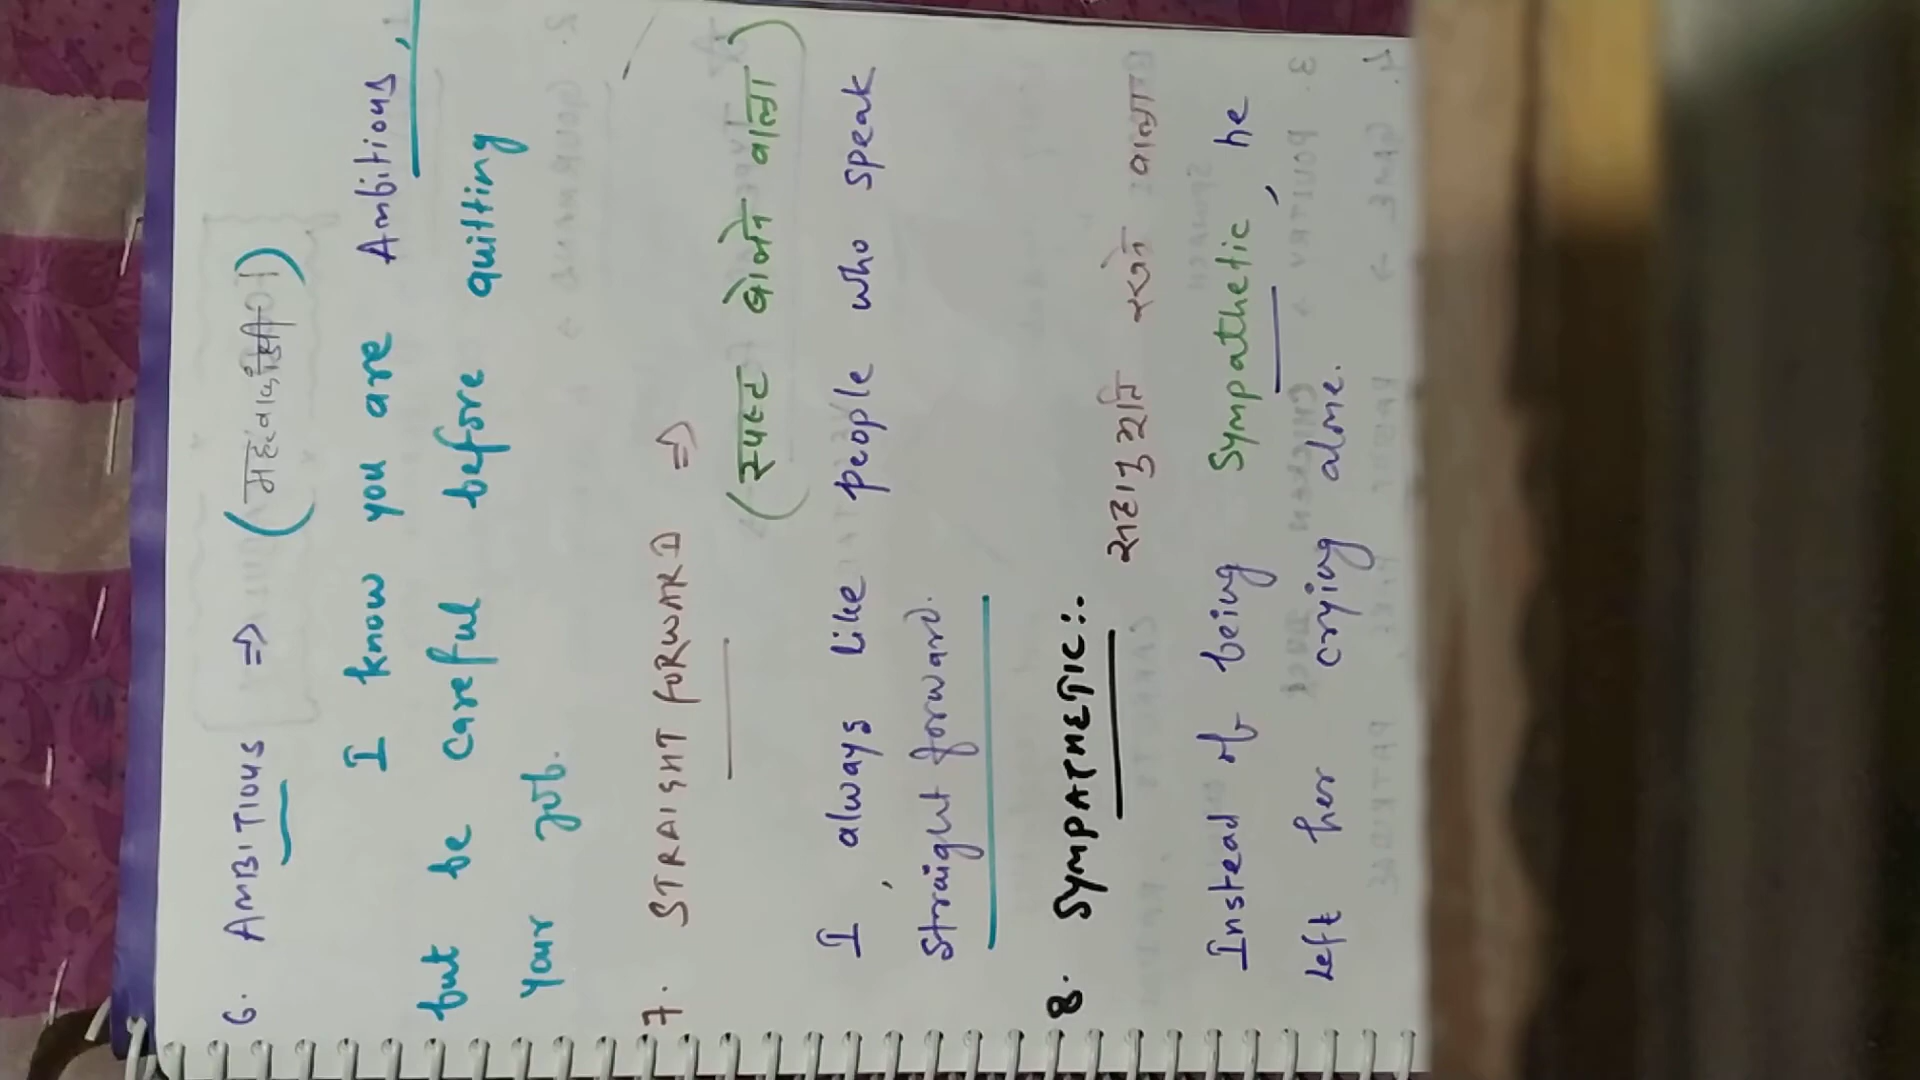 6. AMBITIOUS ⇒ (महत्वाकांक्षी)
I know you are Ambitious,
but be careful before quitting
your job.
7. STRAIGHT FORWARD ⇒
(स्पष्ट बोलने वाला)
I, always like people who speak
straight forward.
8. SYMPATHETIC:.
सहानुभूति रखने वाला
Instead of being Sympathetic, he
left her crying alone.